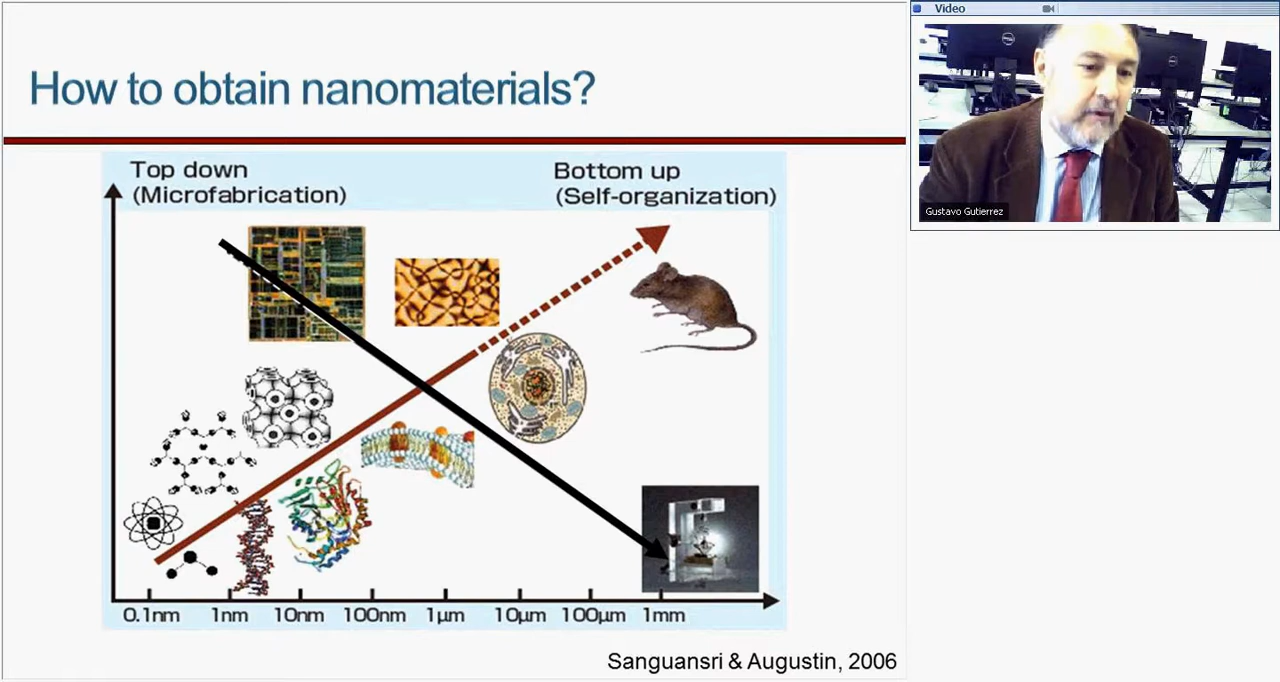 Video
How to obtain nanomaterials?
Top down
(Microfabrication)
Bottom up
(Self-organization)
0.1nm 1nm 10nm 100nm 1μm 10μm 100μm 1mm
Sanguansri & Augustin, 2006
DELL
Gustavo Gutierrez